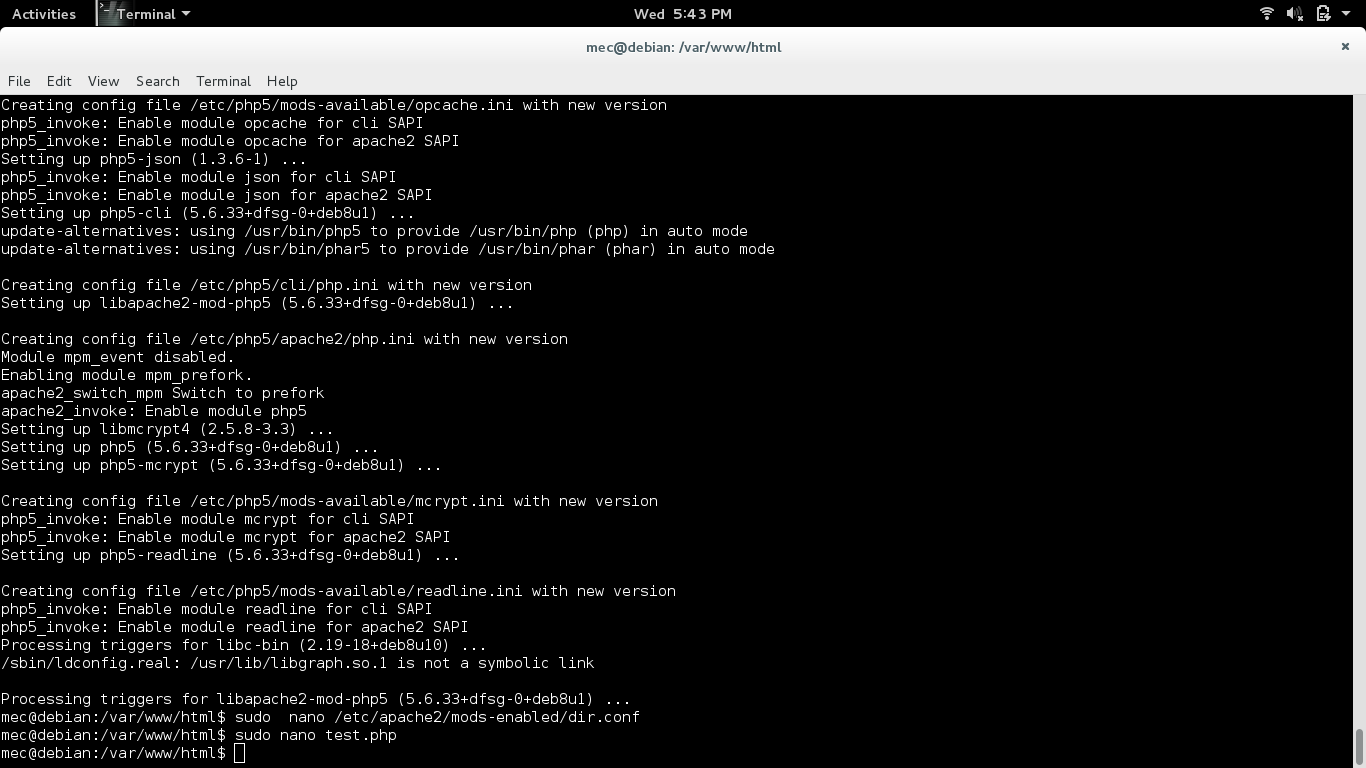 Activities Terminal Wed 5:43 PM
mec@debian: /var/www/html ×
File Edit View Search Terminal Help
Creating config file /etc/php5/mods-available/opcache.ini with new version
php5_invoke: Enable module opcache for cli SAPI
php5_invoke: Enable module opcache for apache2 SAPI
Setting up php5-json (1.3.6-1) ...
php5_invoke: Enable module json for cli SAPI
php5_invoke: Enable module json for apache2 SAPI
Setting up php5-cli (5.6.33+dfsg-0+deb8u1) ...
update-alternatives: using /usr/bin/php5 to provide /usr/bin/php (php) in auto mode
update-alternatives: using /usr/bin/phar5 to provide /usr/bin/phar (phar) in auto mode
Creating config file /etc/php5/cli/php.ini with new version
Setting up libapache2-mod-php5 (5.6.33+dfsg-0+deb8u1) ...
Creating config file /etc/php5/apache2/php.ini with new version
Module mpm_event disabled.
Enabling module mpm_prefork.
apache2_switch_mpm Switch to prefork
apache2_invoke: Enable module php5
Setting up libmcrypt4 (2.5.8-3.3) ...
Setting up php5 (5.6.33+dfsg-0+deb8u1) ...
Setting up php5-mcrypt (5.6.33+dfsg-0+deb8u1) ...
Creating config file /etc/php5/mods-available/mcrypt.ini with new version
php5_invoke: Enable module mcrypt for cli SAPI
php5_invoke: Enable module mcrypt for apache2 SAPI
Setting up php5-readline (5.6.33+dfsg-0+deb8u1) ...
Creating config file /etc/php5/mods-available/readline.ini with new version
php5_invoke: Enable module readline for cli SAPI
php5_invoke: Enable module readline for apache2 SAPI
Processing triggers for libc-bin (2.19-18+deb8u10) ...
/sbin/ldconfig.real: /usr/lib/libgraph.so.1 is not a symbolic link
Processing triggers for libapache2-mod-php5 (5.6.33+dfsg-0+deb8u1) ...
mec@debian:/var/www/html$ sudo  nano /etc/apache2/mods-enabled/dir.conf
mec@debian:/var/www/html$ sudo nano test.php
mec@debian:/var/www/html$